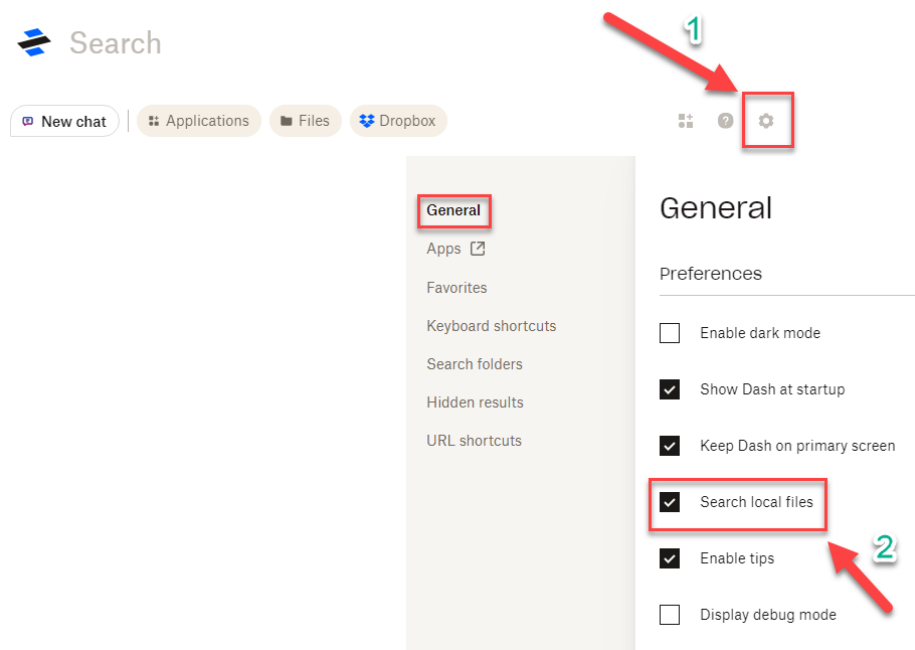 1
Search
New chat
Applications
Files
Dropbox
?
General
Apps
Favorites
Keyboard shortcuts
Search folders
Hidden results
URL shortcuts
General
Preferences
Enable dark mode
Show Dash at startup
Keep Dash on primary screen
Search local files
2
Enable tips
Display debug mode